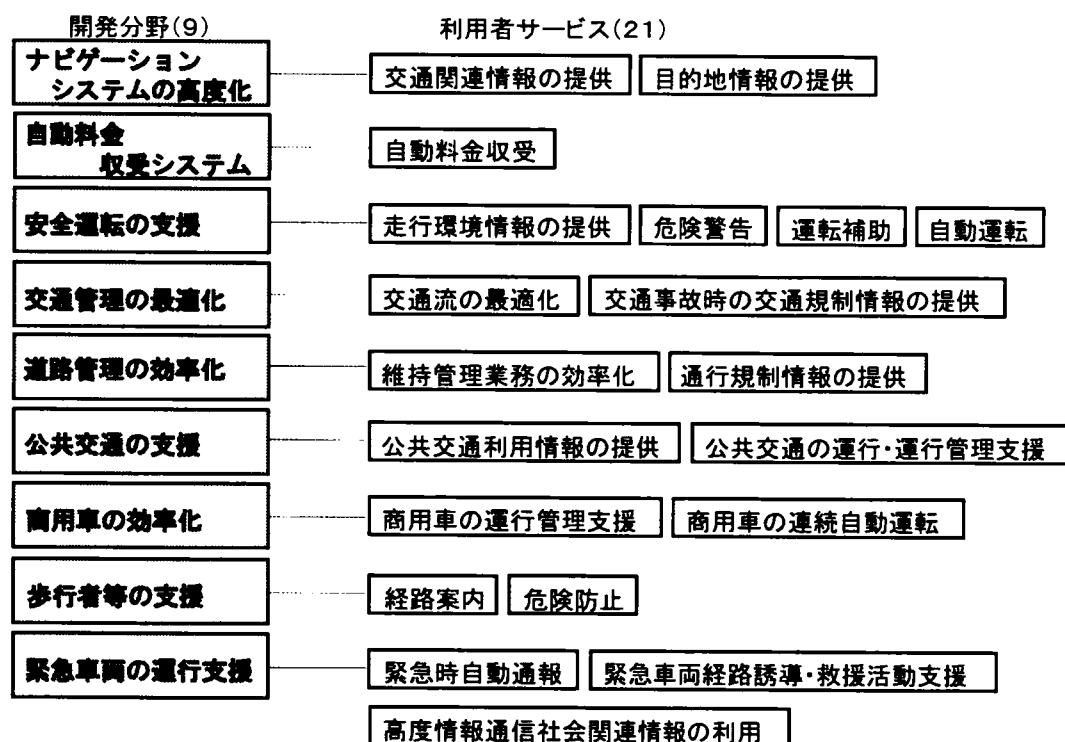 開発分野(9) 利用者サービス(21)
ナビゲーション
システムの高度化
交通関連情報の提供 目的地情報の提供
自動料金
収受システム
自動料金収受
安全運転の支援 走行環境情報の提供 危険警告 運転補助 自動運転
交通管理の最適化 交通流の最適化 交通事故時の交通規制情報の提供
道路管理の効率化 維持管理業務の効率化 通行規制情報の提供
公共交通の支援 公共交通利用情報の提供 公共交通の運行・運行管理支援
商用車の効率化 商用車の運行管理支援 商用車の連続自動運転
歩行者等の支援 経路案内 危険防止
緊急車両の運行支援 緊急時自動通報 緊急車両経路誘導・救援活動支援
高度情報通信社会関連情報の利用